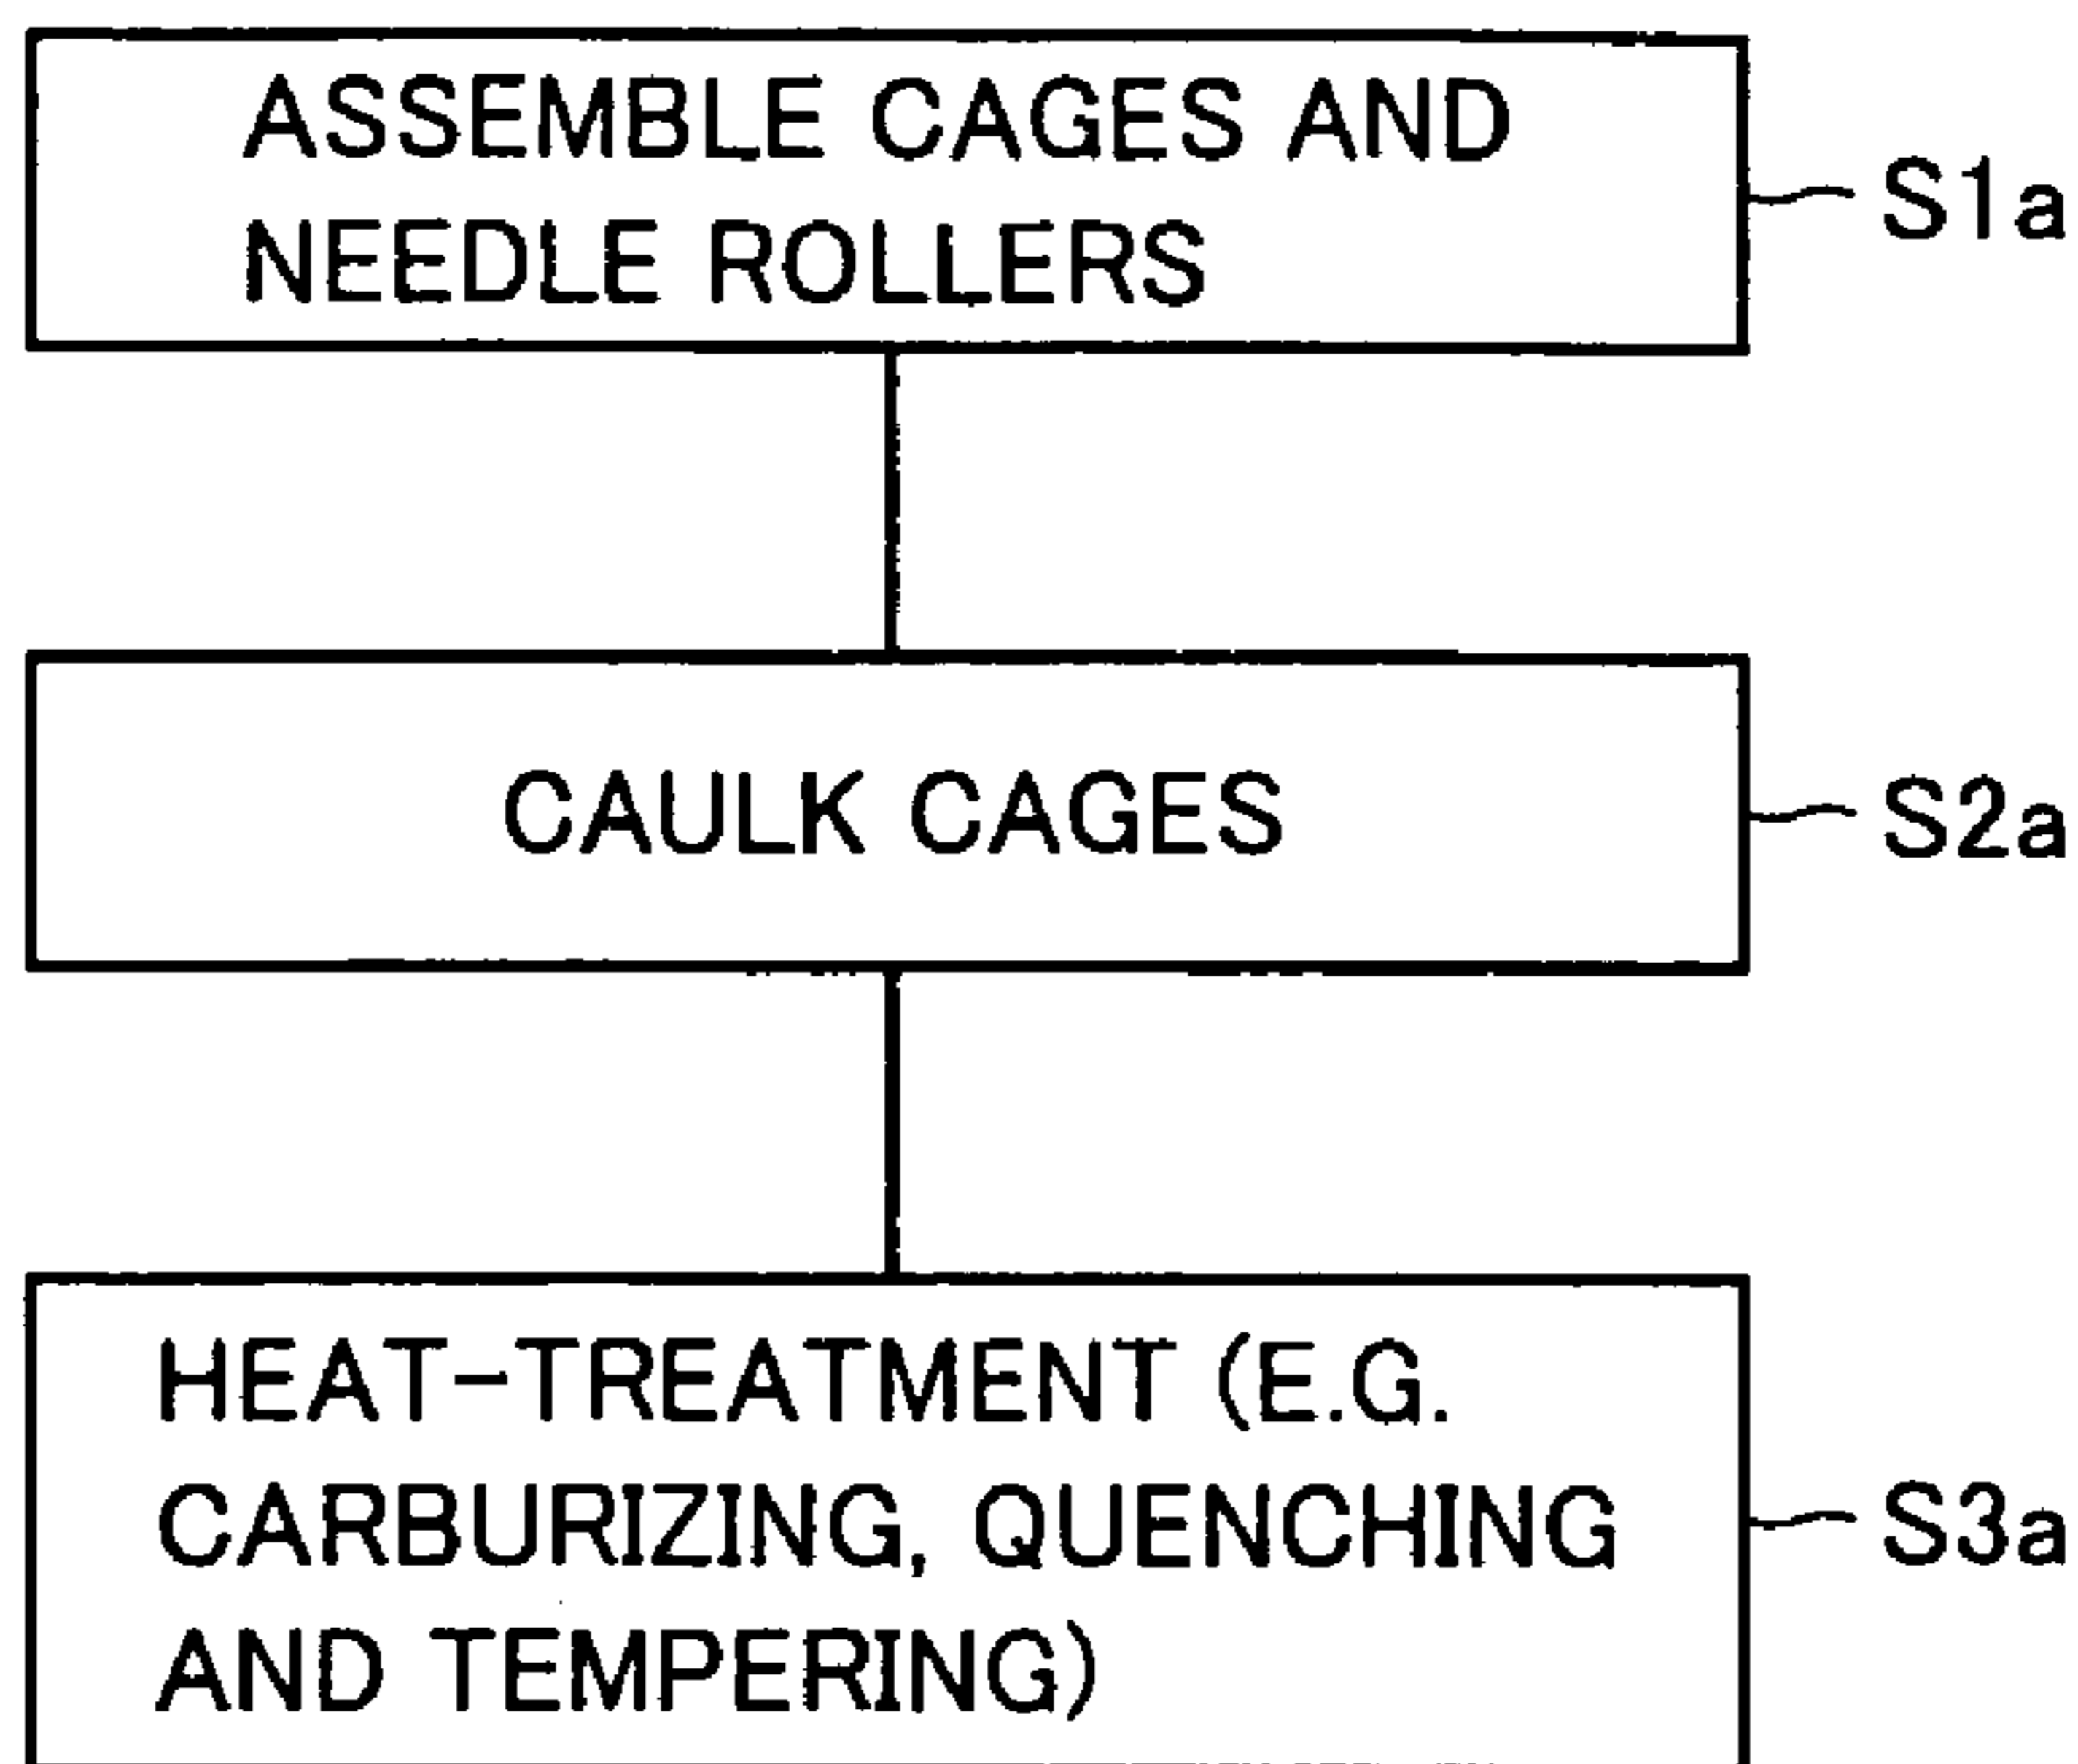 ASSEMBLE CAGES AND
NEEDLE ROLLERS
S1a
CAULK CAGES
S2a
HEAT-TREATMENT (E.G.
CARBURIZING, QUENCHING
AND TEMPERING)
S3a